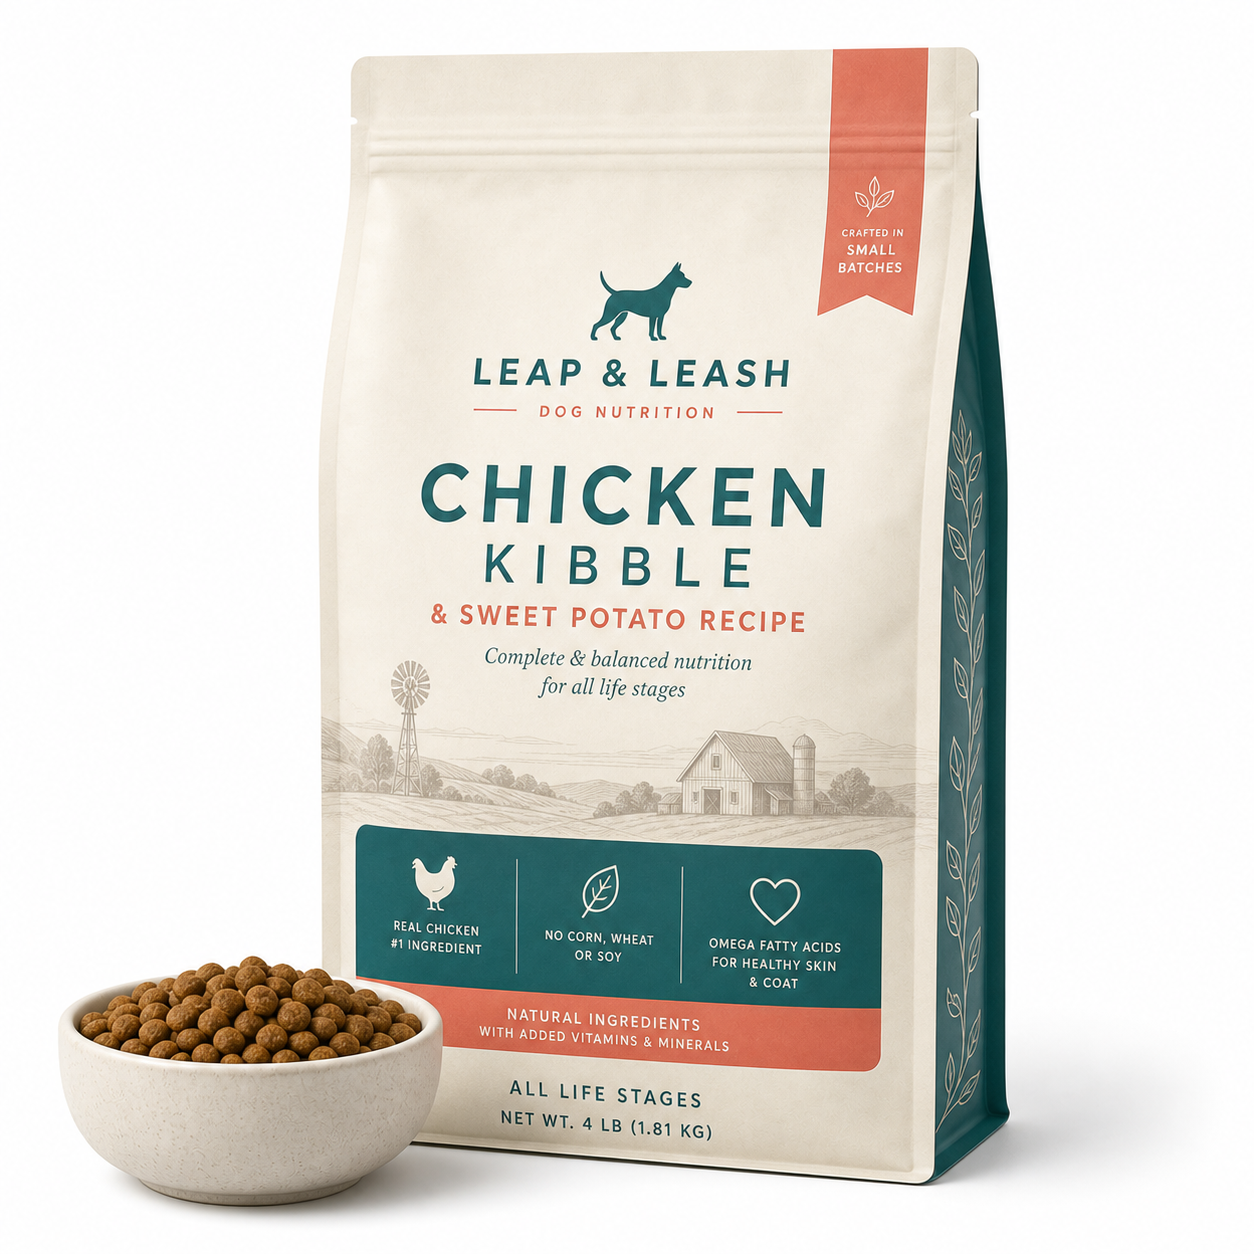 CRAFTED IN
SMALL
BATCHES
LEAP & LEASH
DOG NUTRITION
CHICKEN
KIBBLE
& SWEET POTATO RECIPE
Complete & balanced nutrition
for all life stages
REAL CHICKEN
#1 INGREDIENT
NO CORN, WHEAT
OR SOY
OMEGA FATTY ACIDS
FOR HEALTHY SKIN
& COAT
NATURAL INGREDIENTS
WITH ADDED VITAMINS & MINERALS
ALL LIFE STAGES
NET WT. 4 LB (1.81 KG)